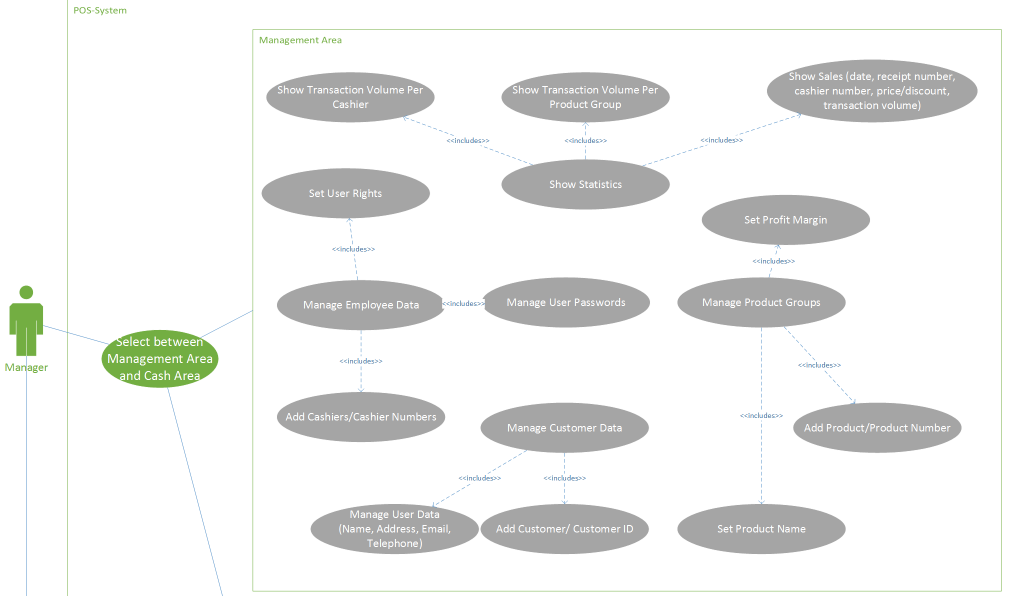 POS-System
Management Area
Show Transaction Volume Per
Cashier
Show Transaction Volume Per
Product Group
Show Sales (date, receipt number,
cashier number, price/discount,
transaction volume)
<<includes>>
<<includes>>
<<includes>>
Show Statistics
Set User Rights
Set Profit Margin
<<includes>>
<<includes>>
Manage Employee Data
<<includes>>
Manage User Passwords
Manage Product Groups
Manager
Select between
Management Area
and Cash Area
<<includes>>
<<includes>>
Add Cashiers/Cashier Numbers
<<includes>>
Manage Customer Data
Add Product/Product Number
<<includes>>
<<includes>>
Manage User Data
(Name, Address, Email,
Telephone)
Add Customer/ Customer ID
Set Product Name